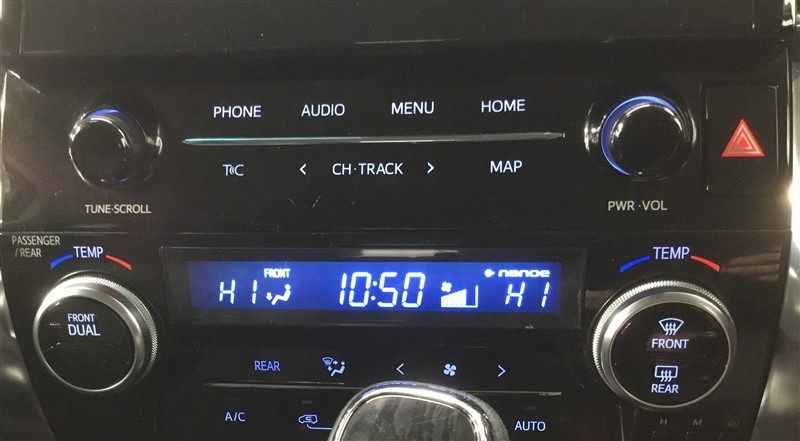 PHONE AUDIO MENU HOME
T C < CH·TRACK > MAP
TUNE·SCROLL
PWR·VOL
PASSENGER
/REAR
TEMP
TEMP
FRONT
nanoe
HI 10:50 HI
FRONT
DUAL
FRONT
REAR
REAR < >
A/C AUTO
H M